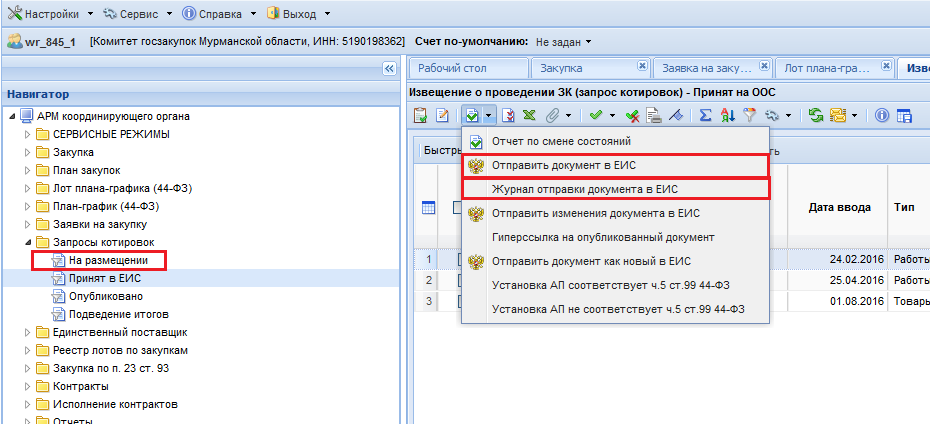 Настройки Сервис Справка Выход
wr_845_1 [Комитет госзакупок Мурманской области, ИНН: 5190198362] Счет по-умолчанию: Не задан
Навигатор
АРМ координирующего органа
СЕРВИСНЫЕ РЕЖИМЫ
Закупка
План закупок
Лот плана-графика (44-ФЗ)
План-график (44-ФЗ)
Заявки на закупку
Запросы котировок
На размещении
Принят в ЕИС
Опубликовано
Подведение итогов
Единственный поставщик
Реестр лотов по закупкам
Закупка по п. 23 ст. 93
Контракты
Исполнение контрактов
Отчеты
Рабочий стол Закупка Заявка на заку... Лот плана-гра... Изве
Извещение о проведении ЗК (запрос котировок) - Принят на ООС
Быстры
ть
Отчет по смене состояний
Отправить документ в ЕИС
Журнал отправки документа в ЕИС
Отправить изменения документа в ЕИС
Гиперссылка на опубликованный документ
Отправить документ как новый в ЕИС
Установка АП соответствует ч.5 ст.99 44-ФЗ
Установка АП не соответствует ч.5 ст.99 44-ФЗ
Дата ввода Тип
1 24.02.2016 Работы
2 25.04.2016 Работы
3 01.08.2016 Товары